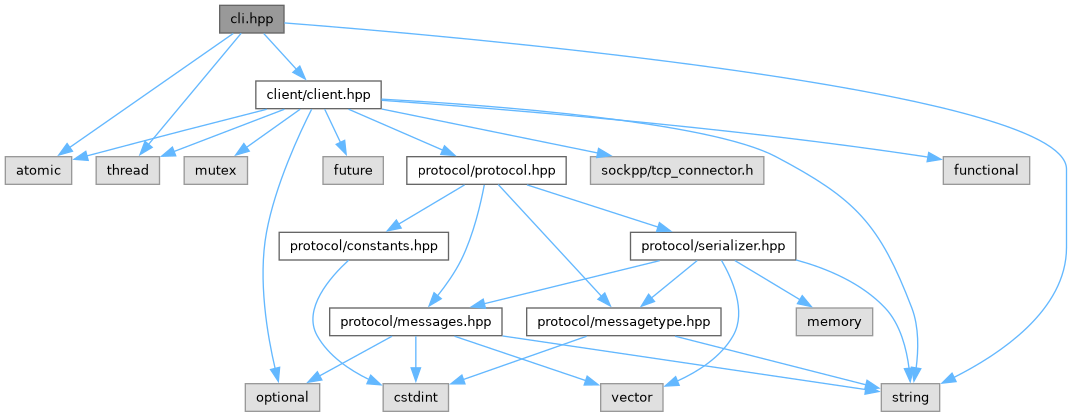 cli.hpp
client/client.hpp
atomic
thread
mutex
future
protocol/protocol.hpp
sockpp/tcp_connector.h
functional
protocol/constants.hpp
protocol/serializer.hpp
protocol/messages.hpp
protocol/messagetype.hpp
memory
optional
cstdint
vector
string